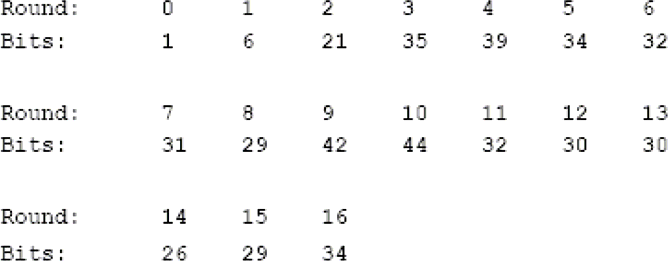 Round: 0 1 2 3 4 5 6
Bits: 1 6 21 35 39 34 32
Round: 7 8 9 10 11 12 13
Bits: 31 29 42 44 32 30 30
Round: 14 15 16
Bits: 26 29 34